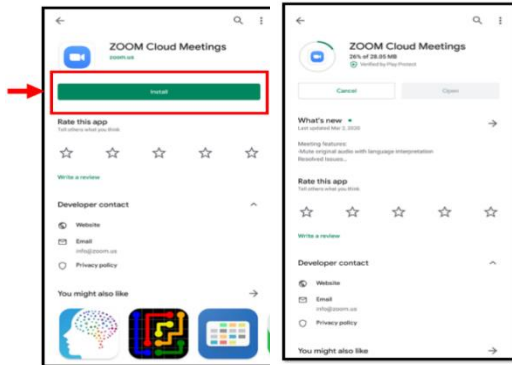 ZOOM Cloud Meetings
zoom.us
Install
Rate this app
Tell others what you think
Write a review
Developer contact
Website
Email
info@zoom.us
Privacy policy
You might also like
ZOOM Cloud Meetings
26% of 28.05 MB
Verified by Play Protect
Cancel
Open
What's new
Last updated Mar 2, 2020
Meeting features
-Mute original audio with language interpretation
Resolved issues...
Rate this app
Tell others what you think
Write a review
Developer contact
Website
Email
info@zoom.us
Privacy policy
You might also like